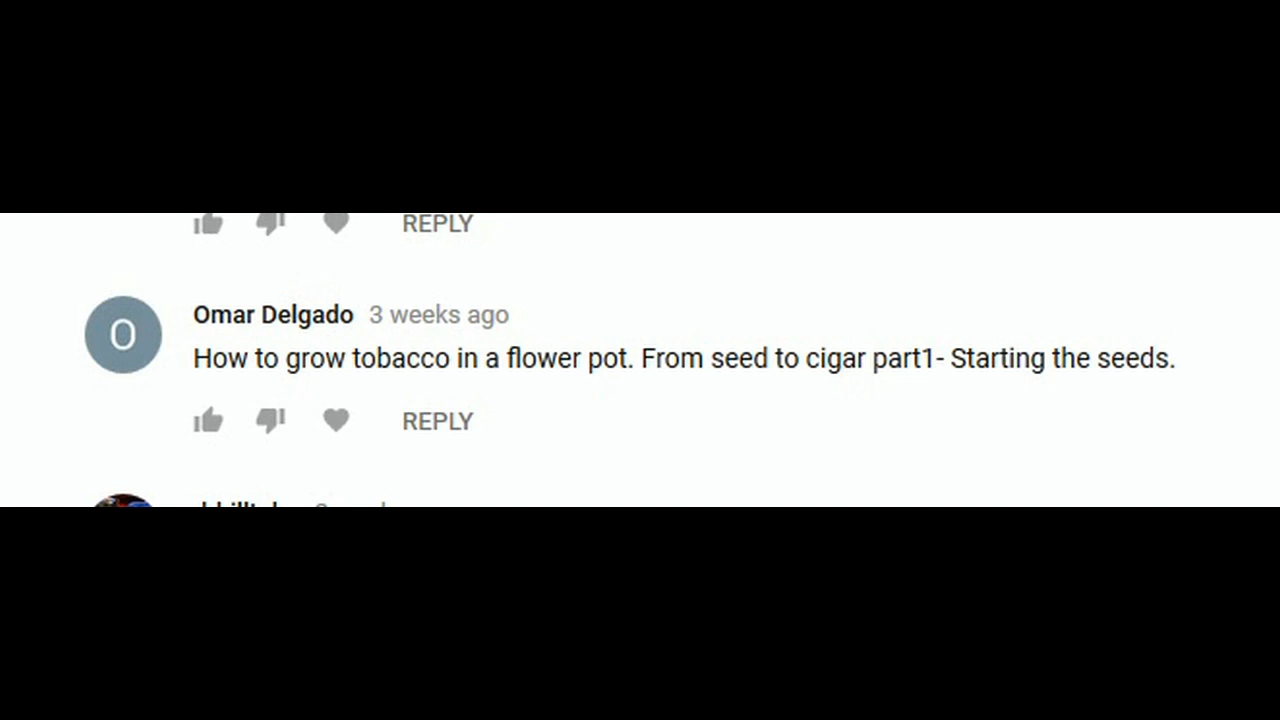 REPLY
O
Omar Delgado 3 weeks ago
How to grow tobacco in a flower pot. From seed to cigar part1- Starting the seeds.
REPLY